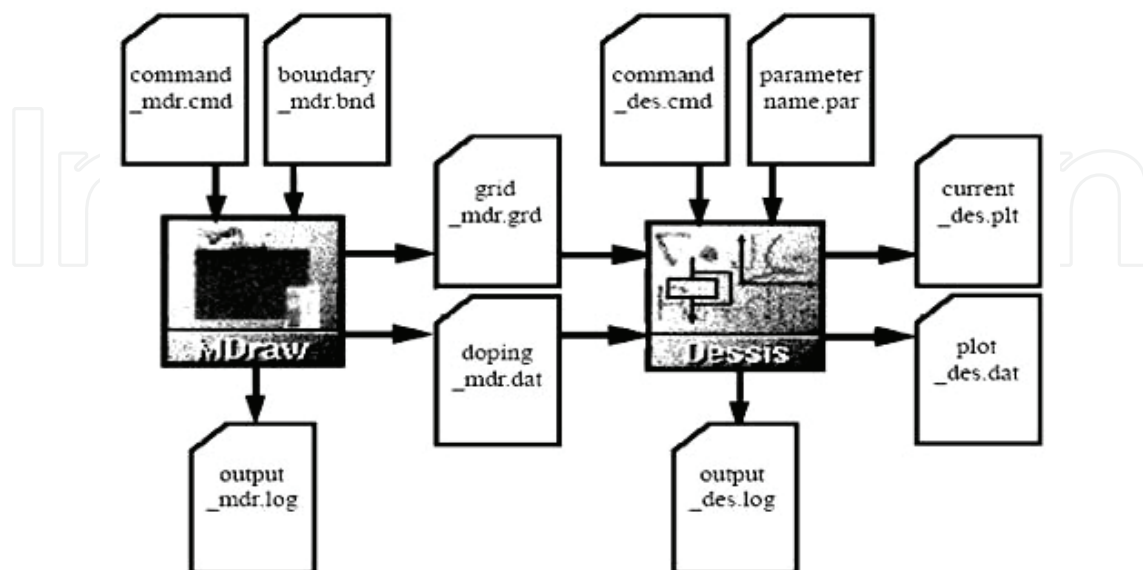 command
_mdr.cmd
boundary
_mdr.bnd
command
_des.cmd
parameter
name.par
grid
_mdr.grd
current
_des.plt
MDraw
Dessis
doping
_mdr.dat
plot
_des.dat
output
_mdr.log
output
_des.log